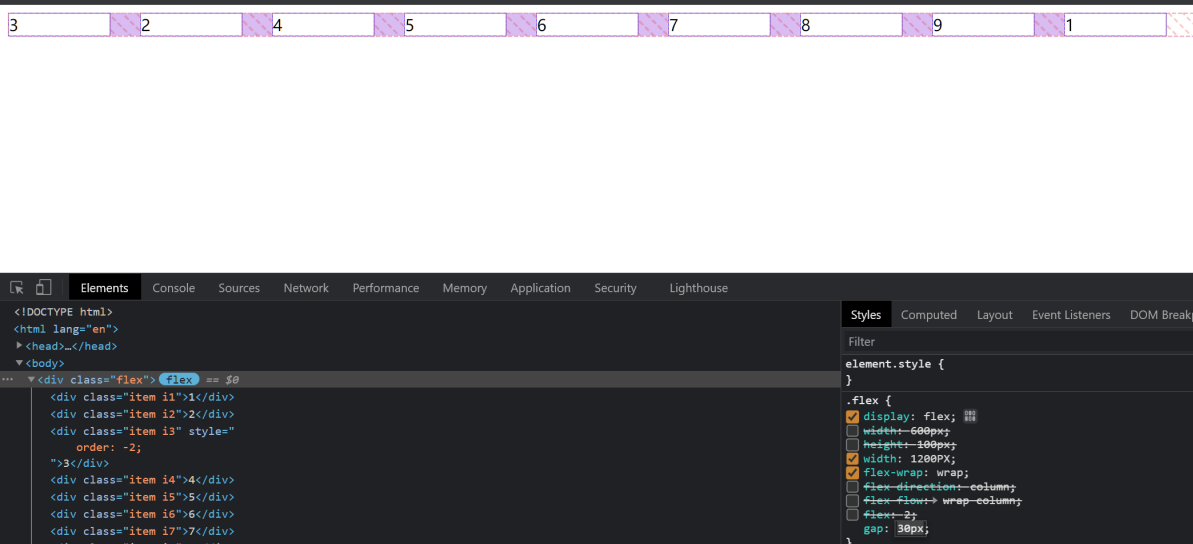 3 2 4 5 6 7 8 9 1
Elements Console Sources Network Performance Memory Application Security Lighthouse
<!DOCTYPE html>
<html lang="en">
<head>…</head>
<body>
<div class="flex"> flex == $0
<div class="item i1">1</div>
<div class="item i2">2</div>
<div class="item i3" style="
order: -2;
">3</div>
<div class="item i4">4</div>
<div class="item i5">5</div>
<div class="item i6">6</div>
<div class="item i7">7</div>
Styles Computed Layout Event Listeners DOM Breakp
Filter
element.style {
}
.flex {
display: flex;
width: 600px;
height: 100px;
width: 1200PX;
flex-wrap: wrap;
flex-direction: column;
flex-flow: wrap column;
flex: 2;
gap: 30px;
}